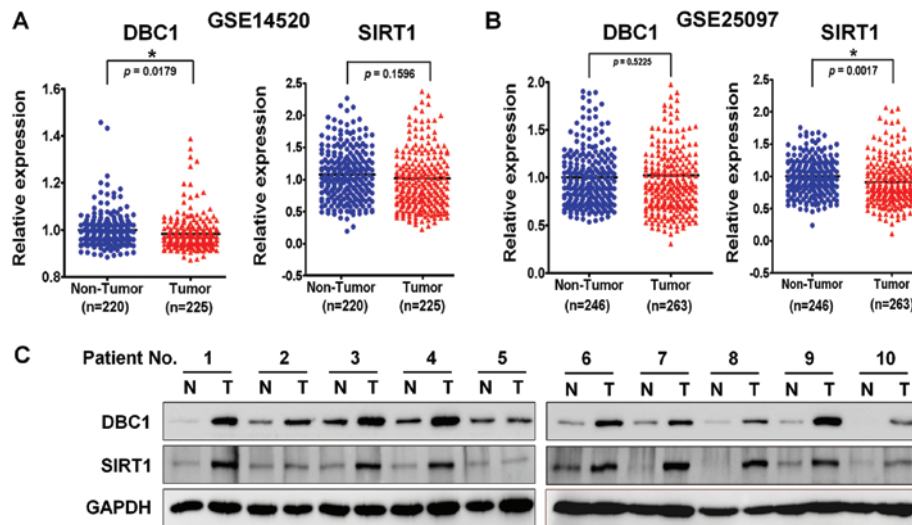 A GSE14520
DBC1
*
p = 0.0179
Relative expression
1.6
1.4
1.2
1.0
0.8
Non-Tumor Tumor
(n=220) (n=225)
SIRT1
p = 0.1596
Relative expression
2.5
2.0
1.5
1.0
0.5
0.0
-0.5
Non-Tumor Tumor
(n=220) (n=225)
B GSE25097
DBC1
p = 0.5225
Relative expression
2.0
1.5
1.0
0.5
0.0
Non-Tumor Tumor
(n=246) (n=263)
SIRT1
*
p = 0.0017
Relative expression
2.5
2.0
1.5
1.0
0.5
0.0
-0.5
Non-Tumor Tumor
(n=246) (n=263)
C Patient No. 1 2 3 4 5 6 7 8 9 10
N T N T N T N T N T N T N T N T N T N T
DBC1
SIRT1
GAPDH